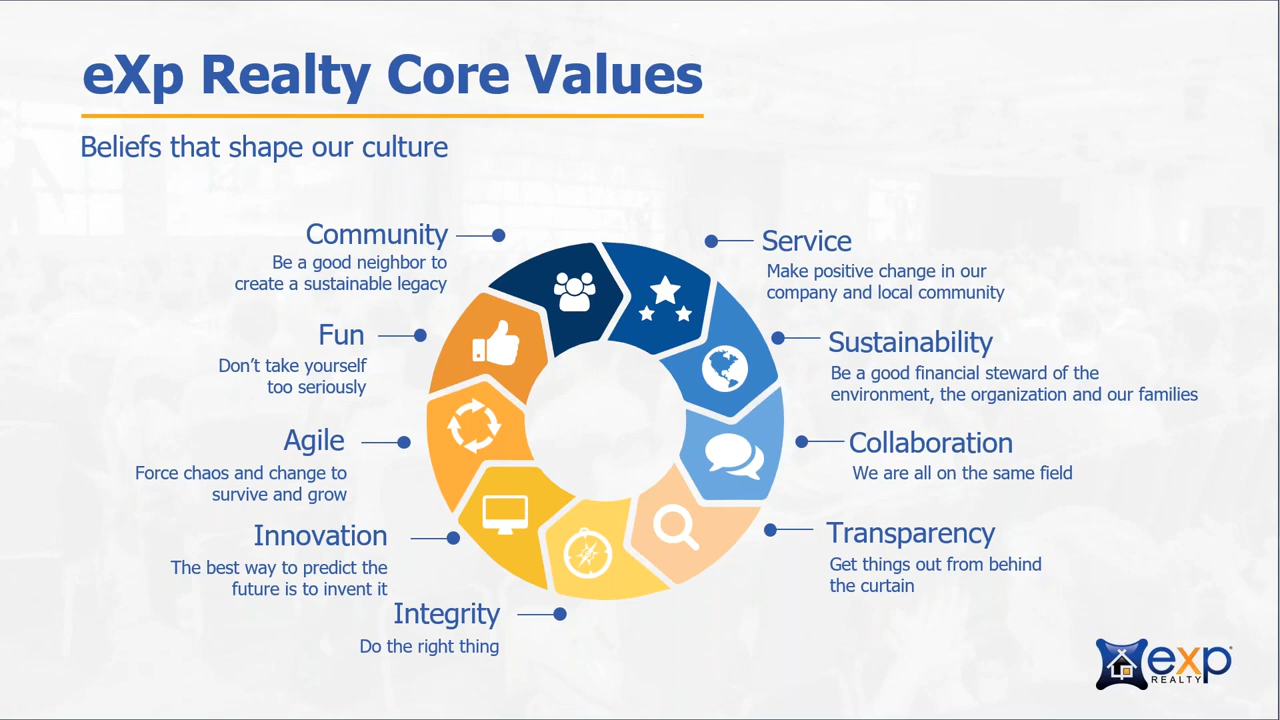 eXp Realty Core Values
Beliefs that shape our culture
Community
Be a good neighbor to
create a sustainable legacy
Fun
Don’t take yourself
too seriously
Agile
Force chaos and change to
survive and grow
Innovation
The best way to predict the
future is to invent it
Integrity
Do the right thing
Service
Make positive change in our
company and local community
Sustainability
Be a good financial steward of the
environment, the organization and our families
Collaboration
We are all on the same field
Transparency
Get things out from behind
the curtain
exp
REALTY